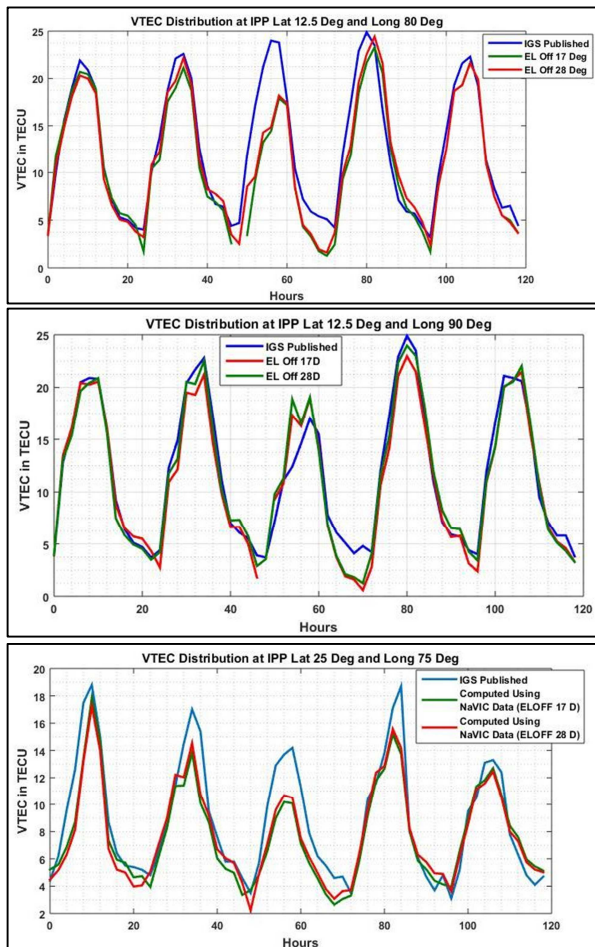 VTEC Distribution at IPP Lat 12.5 Deg and Long 80 Deg
25
20
15
10
5
0
VTEC in TECU
IGS Published
EL Off 17 Deg
EL Off 28 Deg
0 20 40 60 80 100 120
Hours
VTEC Distribution at IPP Lat 12.5 Deg and Long 90 Deg
25
20
15
10
5
0
VTEC in TECU
IGS Published
EL Off 17D
EL Off 28D
0 20 40 60 80 100 120
Hours
VTEC Distribution at IPP Lat 25 Deg and Long 75 Deg
20
18
16
14
12
10
8
6
4
2
VTEC in TECU
IGS Published
Computed Using
NaVIC Data (ELOFF 17 D)
Computed Using
NaVIC Data (ELOFF 28 D)
0 20 40 60 80 100 120
Hours